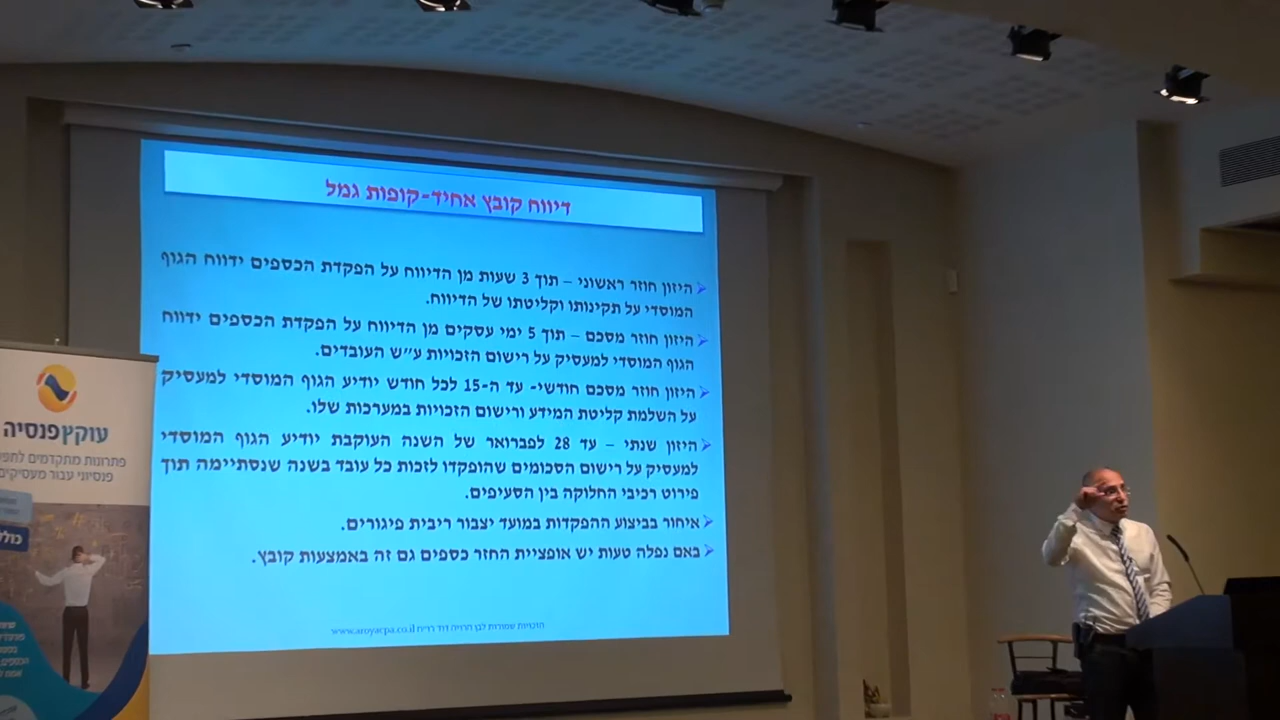 דיווח קובץ אחיד-קופות גמל
היזון חוזר ראשוני – תוך 3 שעות מן הדיווח על הפקדת הכספים ידווח הגוף
המוסדי על תקינותו וקליטתו של הדיווח.
היזון חוזר מסכם – תוך 5 ימי עסקים מן הדיווח על הפקדת הכספים ידווח
הגוף המוסדי למעסיק על רישום הזכויות ע״ש העובדים.
היזון חוזר מסכם חודשי- עד ה-15 לכל חודש יודיע הגוף המוסדי למעסיק
על השלמת קליטת המידע ורישום הזכויות במערכות שלו.
היזון שנתי – עד 28 לפברואר של השנה העוקבת יודיע הגוף המוסדי
למעסיק על רישום הסכומים שהופקדו לזכות כל עובד בשנה שנסתיימה תוך
פירוט רכיבי החלוקה בין הסעיפים.
איחור בביצוע ההפקדות במועד יצבור ריבית פיגורים.
באם נפלה טעות יש אופציית החזר כספים גם זה באמצעות קובץ.
www.aroyacpa.co.il
עוקץ פנסיה
פתרונות מתקדמים
פנסיוני עבור מעסיקים